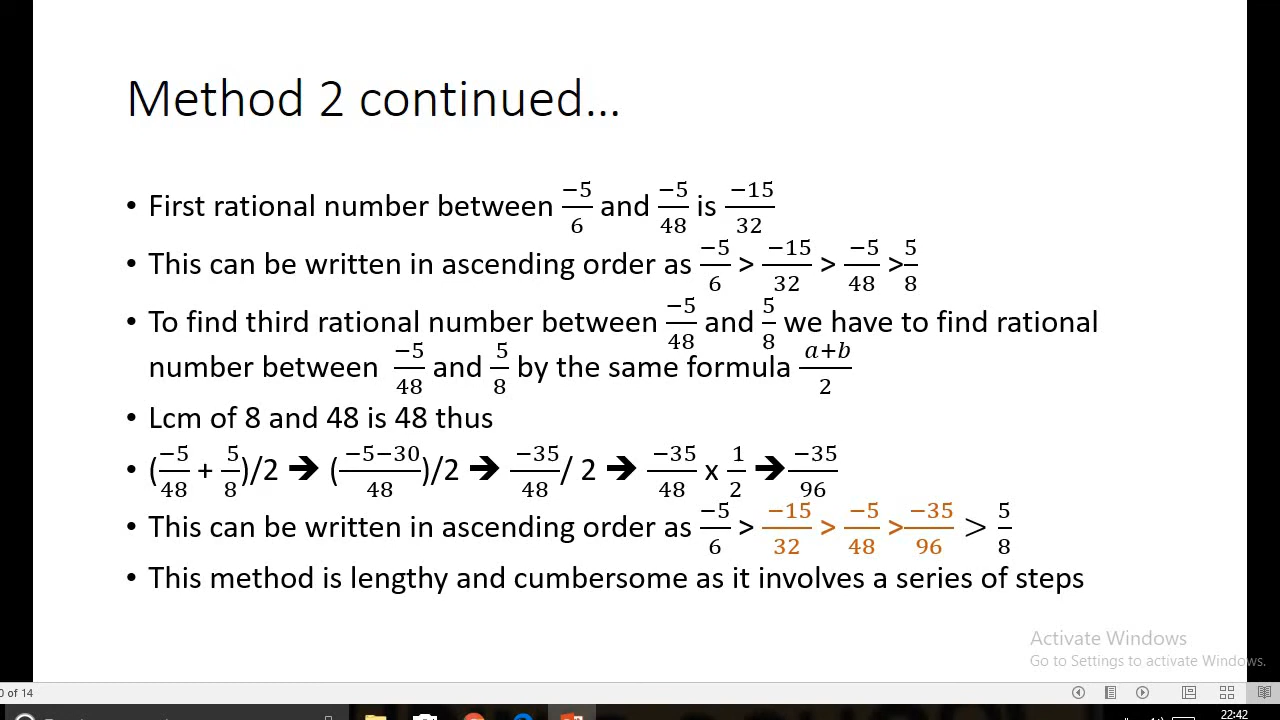 Method 2 continued...
• First rational number between −5/6 and −5/48 is −15/32
• This can be written in ascending order as −5/6 > −15/32 > −5/48 >5/8
• To find third rational number between −5/48 and 5/8 we have to find rational
number between −5/48 and 5/8 by the same formula a+b/2
• Lcm of 8 and 48 is 48 thus
• (−5/48 + 5/8)/2 ➔ (−5−30/48)/2 ➔ −35/48 / 2 ➔ −35/48 x 1/2 ➔ −35/96
• This can be written in ascending order as −5/6 > −15/32 > −5/48 > −35/96 > 5/8
• This method is lengthy and cumbersome as it involves a series of steps
Activate Windows
Go to Settings to activate Windows.
of 14
22:42